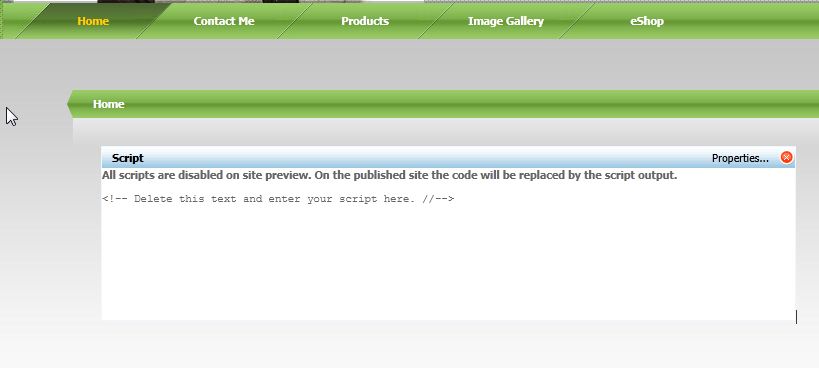 Home Contact Me Products Image Gallery eShop
Home
Script Properties...
All scripts are disabled on site preview. On the published site the code will be replaced by the script output.
<!-- Delete this text and enter your script here. //-->